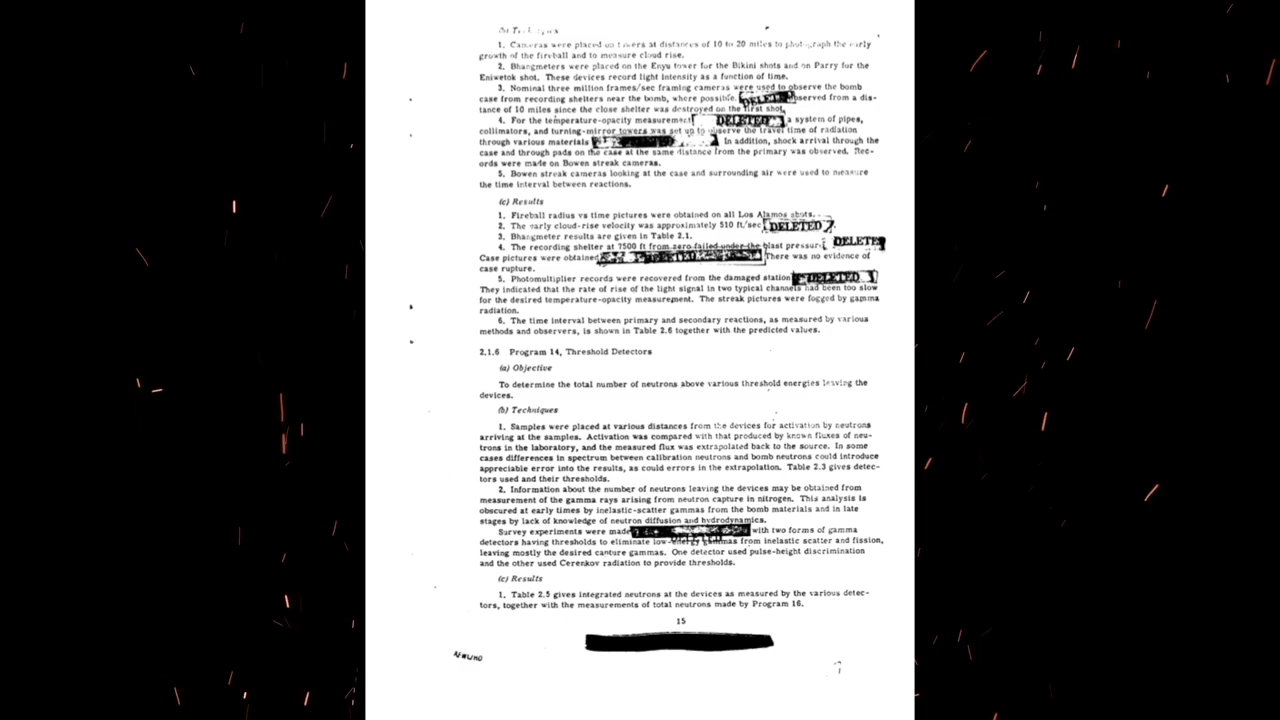 (b) Techniques
1. Cameras were placed on towers at distances of 10 to 20 miles to photograph the early
growth of the fireball and to measure cloud rise.
2. Bhangmeters were placed on the Enyu tower for the Bikini shots and on Parry for the
Eniwetok shot. These devices record light intensity as a function of time.
3. Nominal three million frames/sec framing cameras were used to observe the bomb
case from recording shelters near the bomb, where possible. DELETED observed from a dis-
tance of 10 miles since the close shelter was destroyed on the first shot.
4. For the temperature-opacity measurement DELETED a system of pipes,
collimators, and turning-mirror towers was set up to observe the travel time of radiation
through various materials In addition, shock arrival through the
case and through pads on the case at the same distance from the primary was observed. Rec-
ords were made on Bowen streak cameras.
5. Bowen streak cameras looking at the case and surrounding air were used to measure
the time interval between reactions.
(c) Results
1. Fireball radius vs time pictures were obtained on all Los Alamos shots.
2. The early cloud-rise velocity was approximately 510 ft/sec DELETED
3. Bhangmeter results are given in Table 2.1.
4. The recording shelter at 7500 ft from zero failed under the blast pressure DELETED
Case pictures were obtained DELETED There was no evidence of
case rupture.
5. Photomultiplier records were recovered from the damaged station DELETED
They indicated that the rate of rise of the light signal in two typical channels had been too slow
for the desired temperature-opacity measurement. The streak pictures were fogged by gamma
radiation.
6. The time interval between primary and secondary reactions, as measured by various
methods and observers, is shown in Table 2.6 together with the predicted values.
2.1.6 Program 14, Threshold Detectors
(a) Objective
To determine the total number of neutrons above various threshold energies leaving the
devices.
(b) Techniques
1. Samples were placed at various distances from the devices for activation by neutrons
arriving at the samples. Activation was compared with that produced by known fluxes of neu-
trons in the laboratory, and the measured flux was extrapolated back to the source. In some
cases differences in spectrum between calibration neutrons and bomb neutrons could introduce
appreciable error into the results, as could errors in the extrapolation. Table 2.3 gives detec-
tors used and their thresholds.
2. Information about the number of neutrons leaving the devices may be obtained from
measurement of the gamma rays arising from neutron capture in nitrogen. This analysis is
obscured at early times by inelastic-scatter gammas from the bomb materials and in late
stages by lack of knowledge of neutron diffusion and hydrodynamics.
Survey experiments were made DELETED with two forms of gamma
detectors having thresholds to eliminate low-energy gammas from inelastic scatter and fission,
leaving mostly the desired capture gammas. One detector used pulse-height discrimination
and the other used Cerenkov radiation to provide thresholds.
(c) Results
1. Table 2.5 gives integrated neutrons at the devices as measured by the various detec-
tors, together with the measurements of total neutrons made by Program 16.
15
AFWL/HO